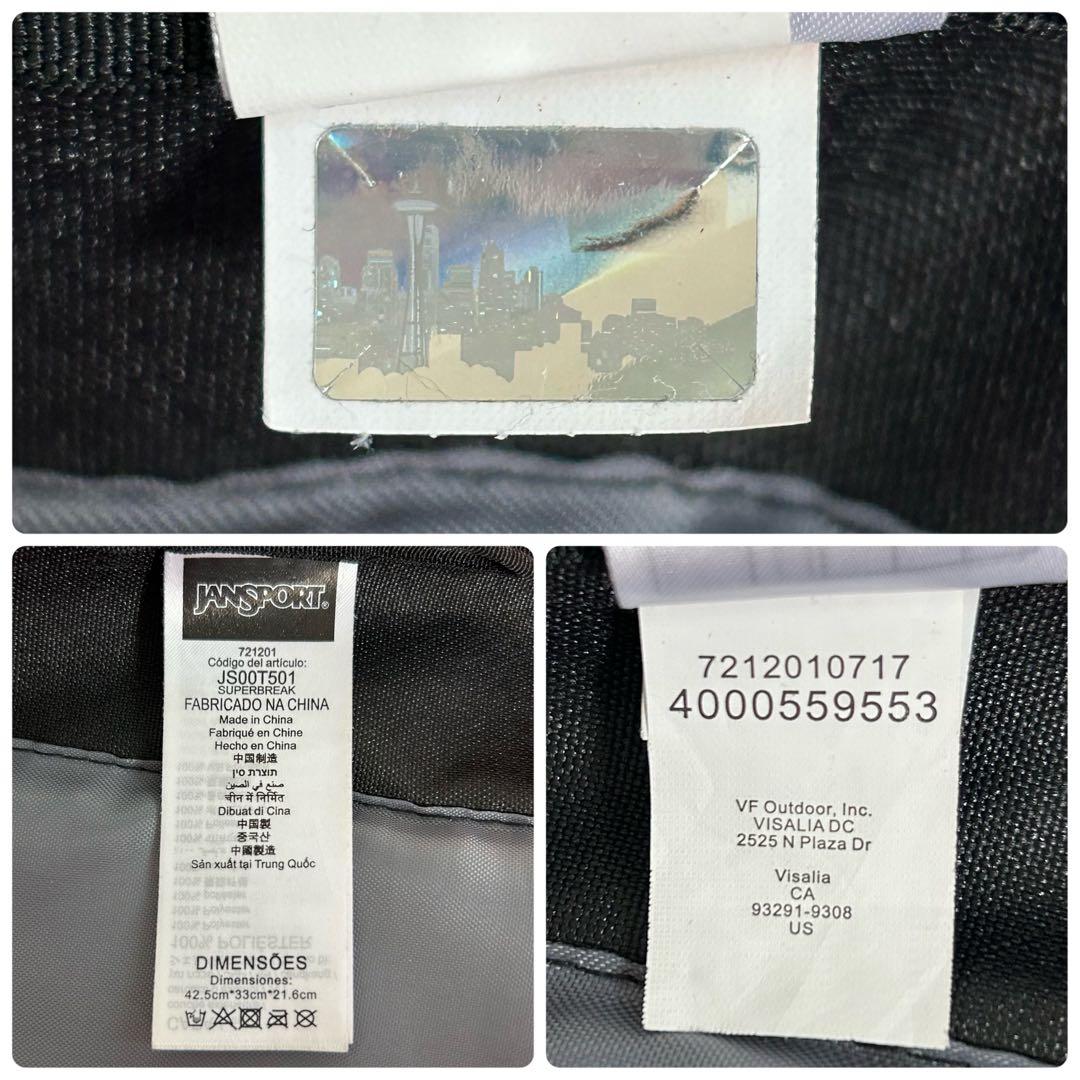 JANSPORT®
721201
Código del artículo:
JS00T501
SUPERBREAK
FABRICADO NA CHINA
Made in China
Fabriqué en Chine
Hecho en China
中国制造
תוצרת סין
صنع في الصين
चीन में निर्मित
Dibuat di Cina
中国製
중국산
中國製造
Sản xuất tại Trung Quốc
DIMENSÕES
Dimensiones:
42.5cm*33cm*21.6cm
7212010717
4000559553
VF Outdoor, Inc.
VISALIA DC
2525 N Plaza Dr
Visalia
CA
93291-9308
US